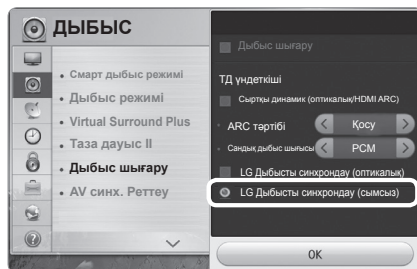 ДЫБЫС
Смарт дыбыс режимі
Дыбыс режимі
Virtual Surround Plus
Таза дауыс II
Дыбыс шығару
AV синх. Реттеу
Дыбыс шығару
ТД үндеткіші
Сыртқы динамик (оптикалық/HDMI ARC)
ARC тәртібі
Қосу
Сандық дыбыс шығысы
PCM
LG Дыбысты синхрондау (оптикалық)
LG Дыбысты синхрондау (сымсыз)
OK